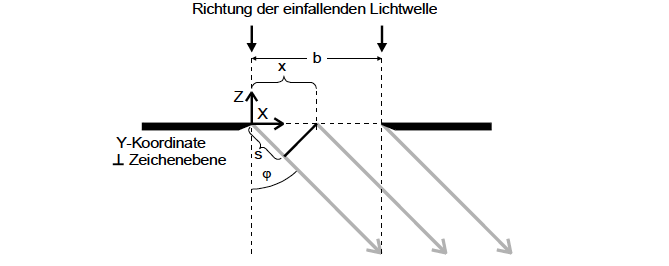 Richtung der einfallenden Lichtwelle
b
x
Z
X
Y-Koordinate
⊥ Zeichenebene
s
φ